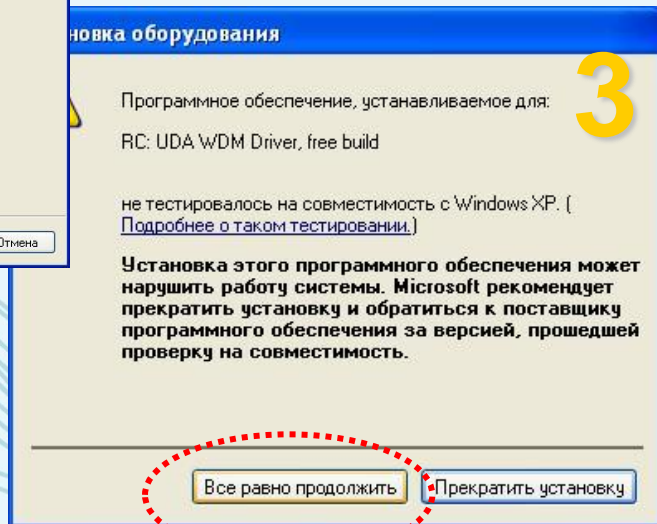 новка оборудования
3
Программное обеспечение, устанавливаемое для:
RC: UDA WDM Driver, free build
не тестировалось на совместимость с Windows XP. (
Подробнее о таком тестировании.)
Установка этого программного обеспечения может
нарушить работу системы. Microsoft рекомендует
прекратить установку и обратиться к поставщику
программного обеспечения за версией, прошедшей
проверку на совместимость.
Отмена
Все равно продолжить Прекратить установку